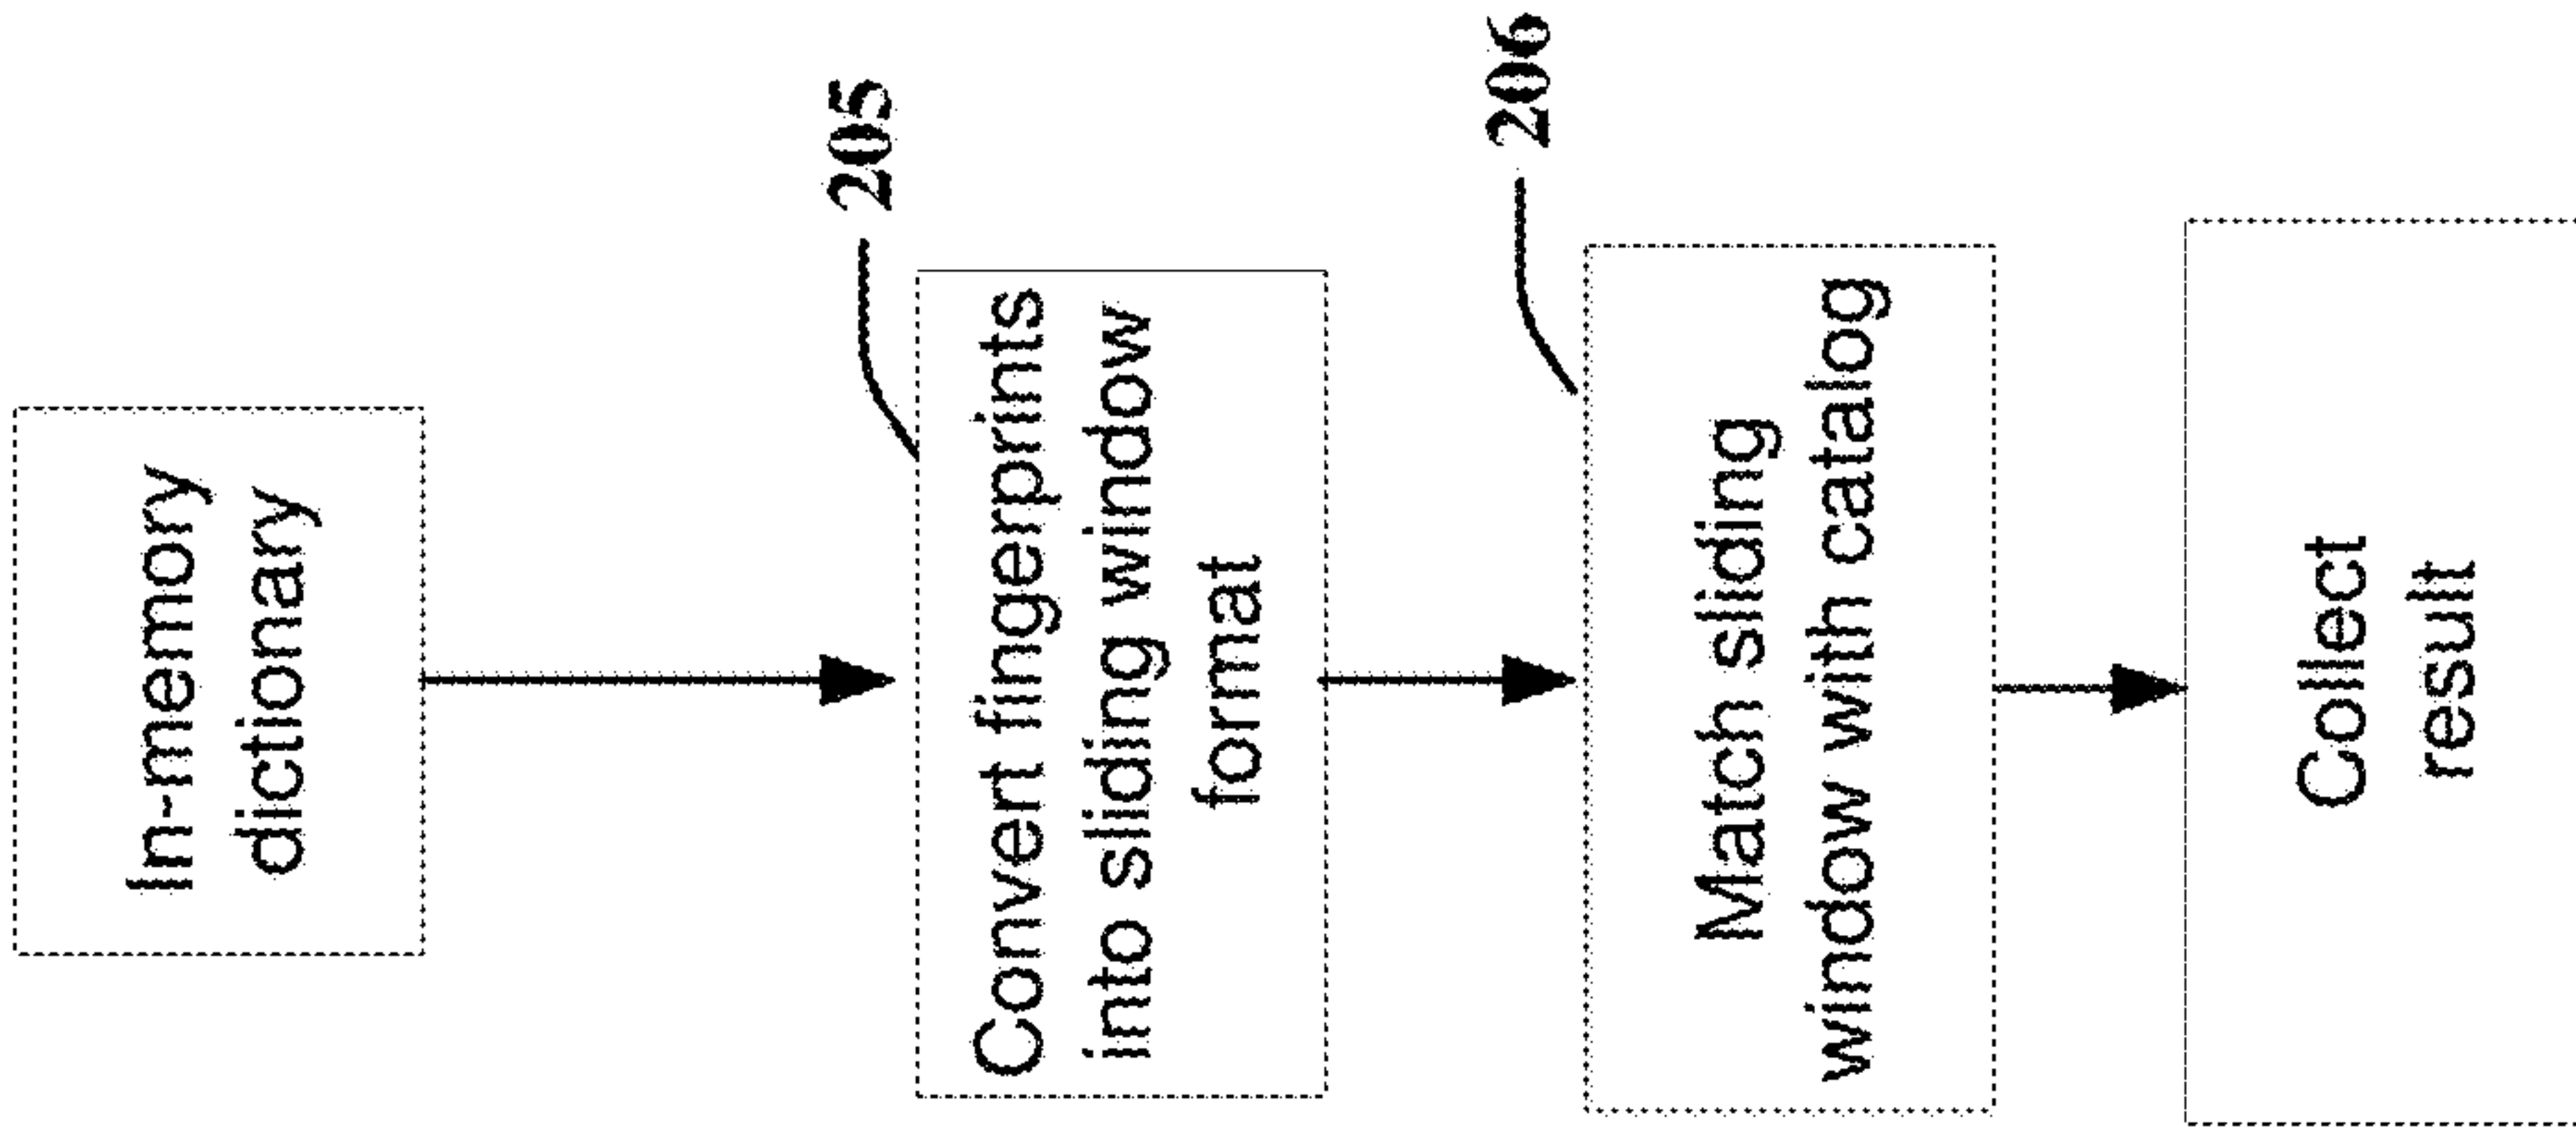 In-memory
dictionary
205
Convert fingerprints
into sliding window
format
206
Match sliding
window with catalog
Collect
result